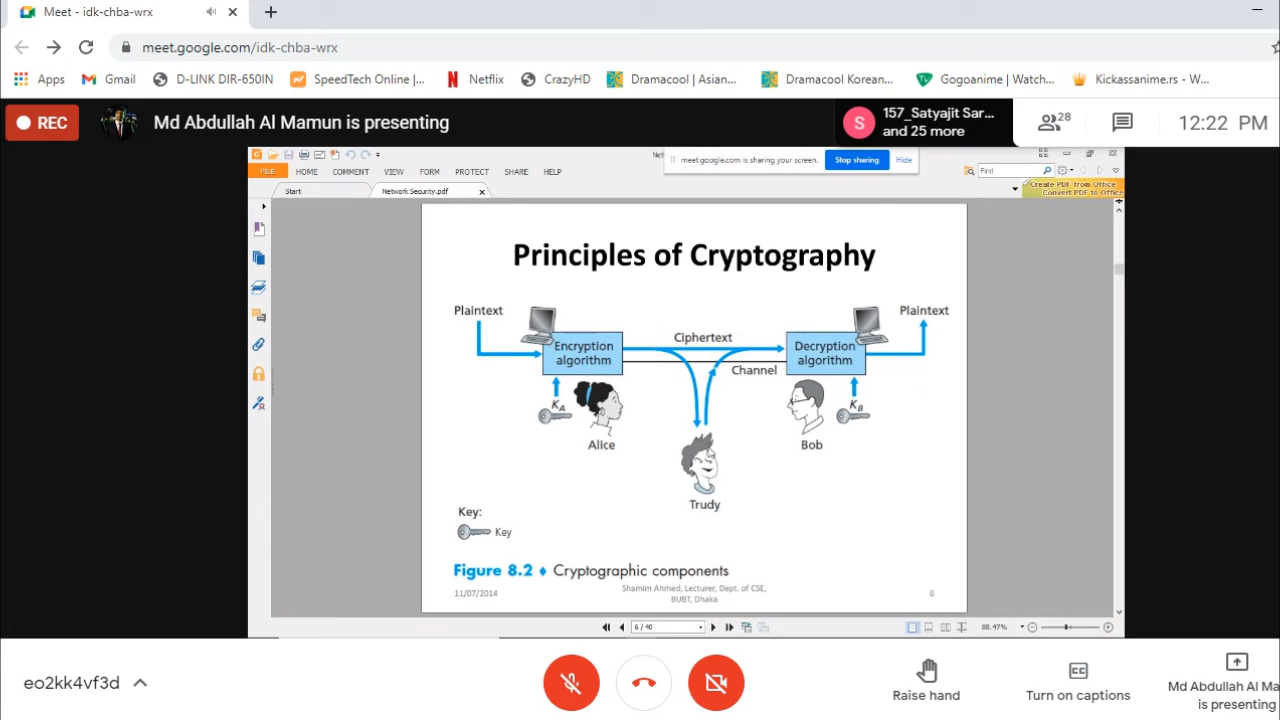 Meet - idk-chba-wrx
meet.google.com/idk-chba-wrx
Apps Gmail D-LINK DIR-650IN SpeedTech Online |... Netflix CrazyHD Dramacool | Asian... Dramacool Korean... Gogoanime | Watch... Kickassanime.rs - W...
REC
Md Abdullah Al Mamun is presenting
S
157_Satyajit Sar...
and 25 more
28
12:22 PM
meet.google.com is sharing your screen. Stop sharing Hide
FILE HOME COMMENT VIEW FORM PROTECT SHARE HELP
Find
Start Network Security.pdf
Create PDF from Office
Convert PDF to Office
Principles of Cryptography
Plaintext
Plaintext
Ciphertext
Encryption
algorithm
Decryption
algorithm
Channel
KA
KB
Alice
Bob
Trudy
Key:
Key
Figure 8.2 ♦ Cryptographic components
11/07/2014
Shamim Ahmed, Lecturer, Dept. of CSE,
BUBT, Dhaka
6
6 / 40
88.47%
eo2kk4vf3d
Raise hand
Turn on captions
Md Abdullah Al Ma
is presenting